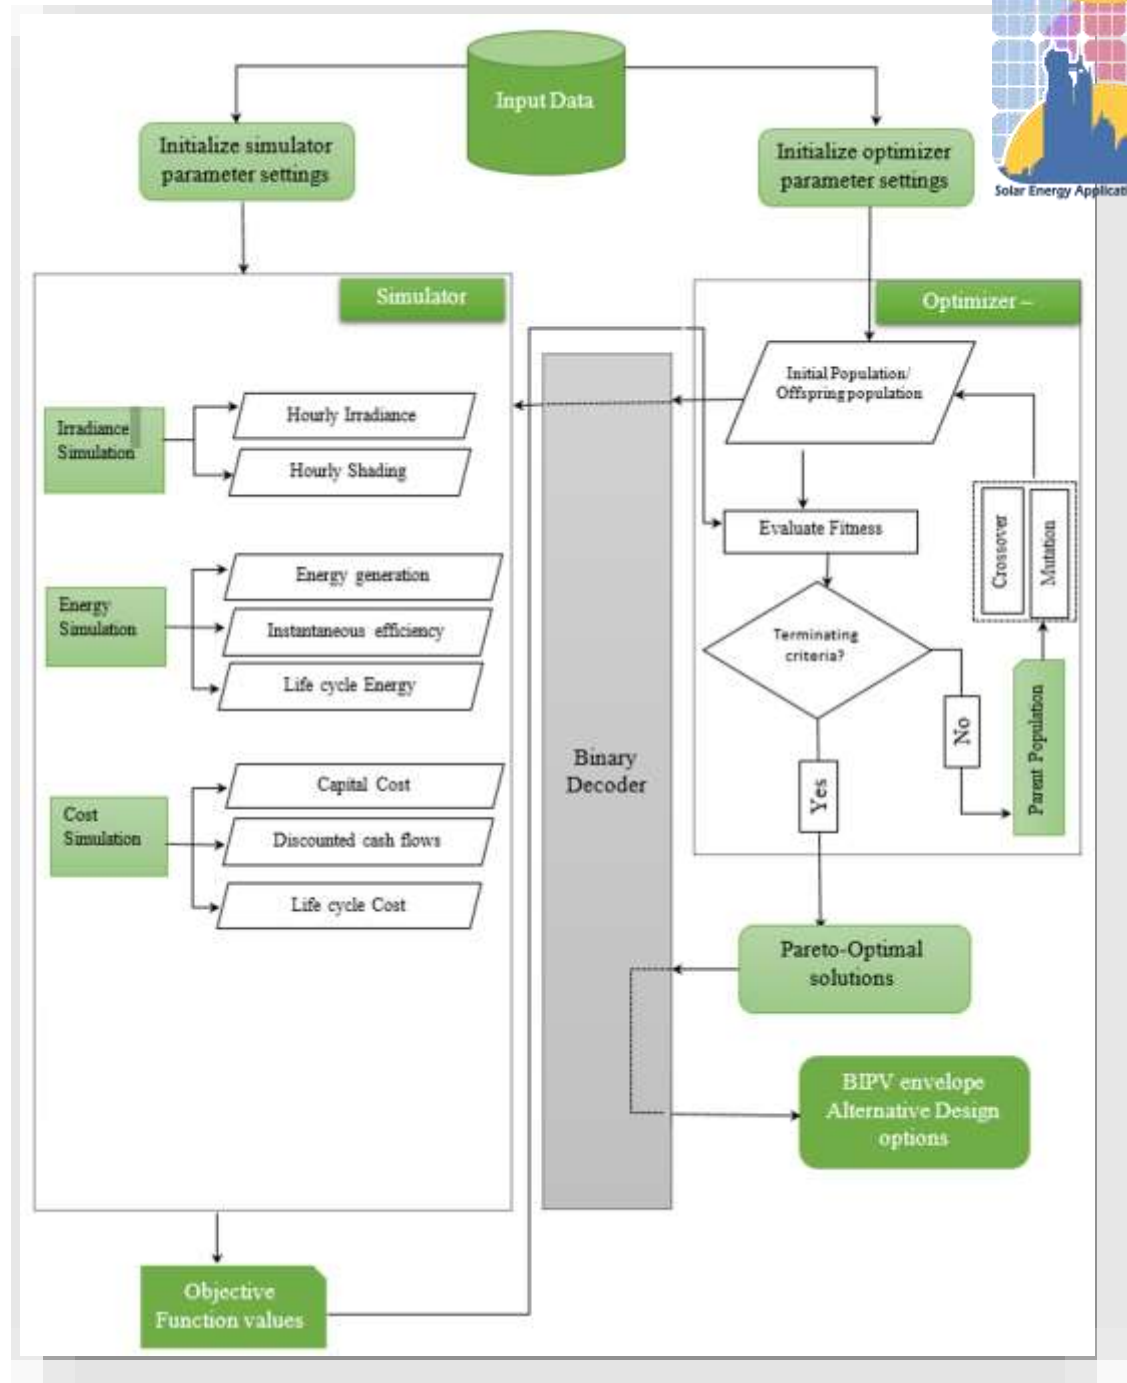 Input Data
Initialize simulator
parameter settings
Initialize optimizer
parameter settings
Solar Energy
Simulator
Optimizer –
Irradiance
Simulation
Hourly Irradiance
Hourly Shading
Energy
Simulation
Energy generation
Instantaneous efficiency
Life cycle Energy
Cost
Simulation
Capital Cost
Discounted cash flows
Life cycle Cost
Binary
Decoder
Initial Population/
Offspring population
Evaluate Fitness
Terminating
criteria?
Crossover
Mutation
No
Parent Population
Yes
Pareto-Optimal
solutions
BIPV envelope
Alternative Design
options
Objective
Function values